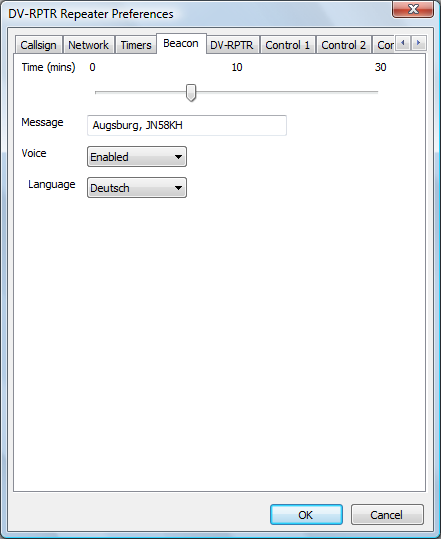 DV-RPTR Repeater Preferences
Callsign Network Timers Beacon DV-RPTR Control 1 Control 2 Cor
Time (mins) 0 10 30
Message Augsburg, JN58KH
Voice Enabled
Language Deutsch
OK Cancel